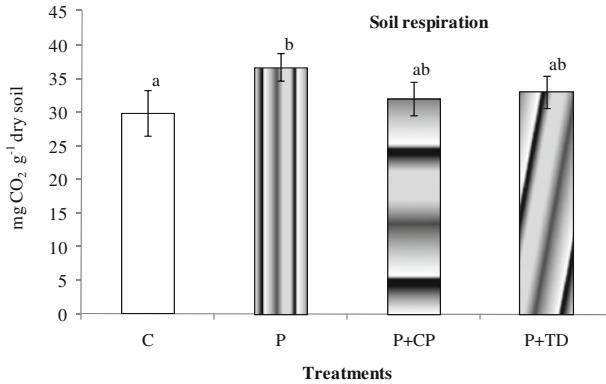 Soil respiration
mg CO₂ g⁻¹ dry soil
45
40
35
30
25
20
15
10
5
0
a
b
ab
ab
C
P
P+CP
P+TD
Treatments